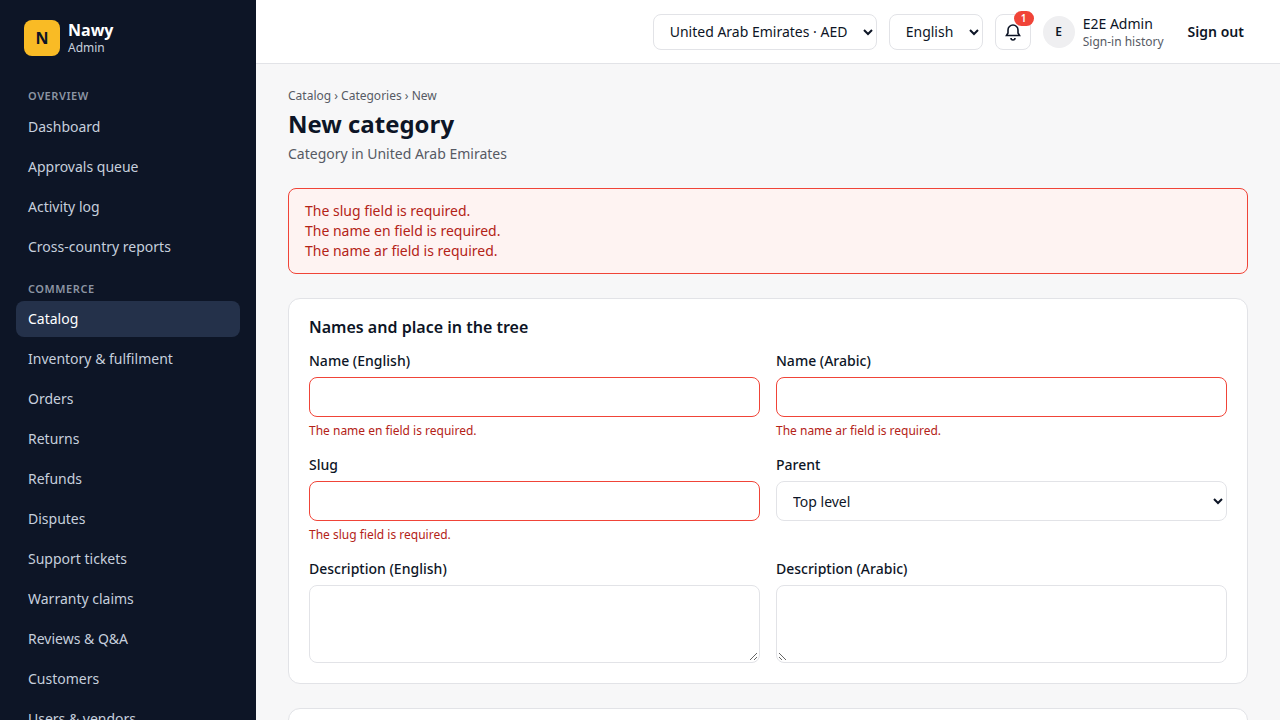 N
Nawy
Admin
OVERVIEW
Dashboard
Approvals queue
Activity log
Cross-country reports
COMMERCE
Catalog
Inventory & fulfilment
Orders
Returns
Refunds
Disputes
Support tickets
Warranty claims
Reviews & Q&A
Customers
Users & vendors
United Arab Emirates · AED
English
1
E
E2E Admin
Sign-in history
Sign out
Catalog › Categories › New
New category
Category in United Arab Emirates
The slug field is required.
The name en field is required.
The name ar field is required.
Names and place in the tree
Name (English)
Name (Arabic)
The name en field is required.
The name ar field is required.
Slug
Parent
Top level
The slug field is required.
Description (English)
Description (Arabic)